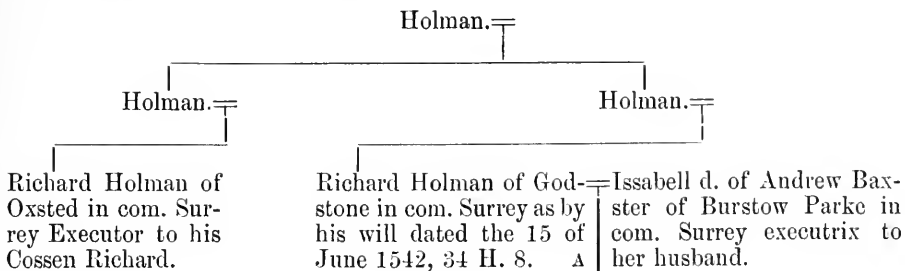 Holman.
Holman.
Holman.
Richard Holman of
Oxsted in com. Sur-
rey Executor to his
Cossen Richard.
Richard Holman of God-
stone in com. Surrey as by
his will dated the 15 of
June 1542, 34 H. 8. A
Issabell d. of Andrew Bax-
ster of Burstow Parke in
com. Surrey executrix to
her husband.